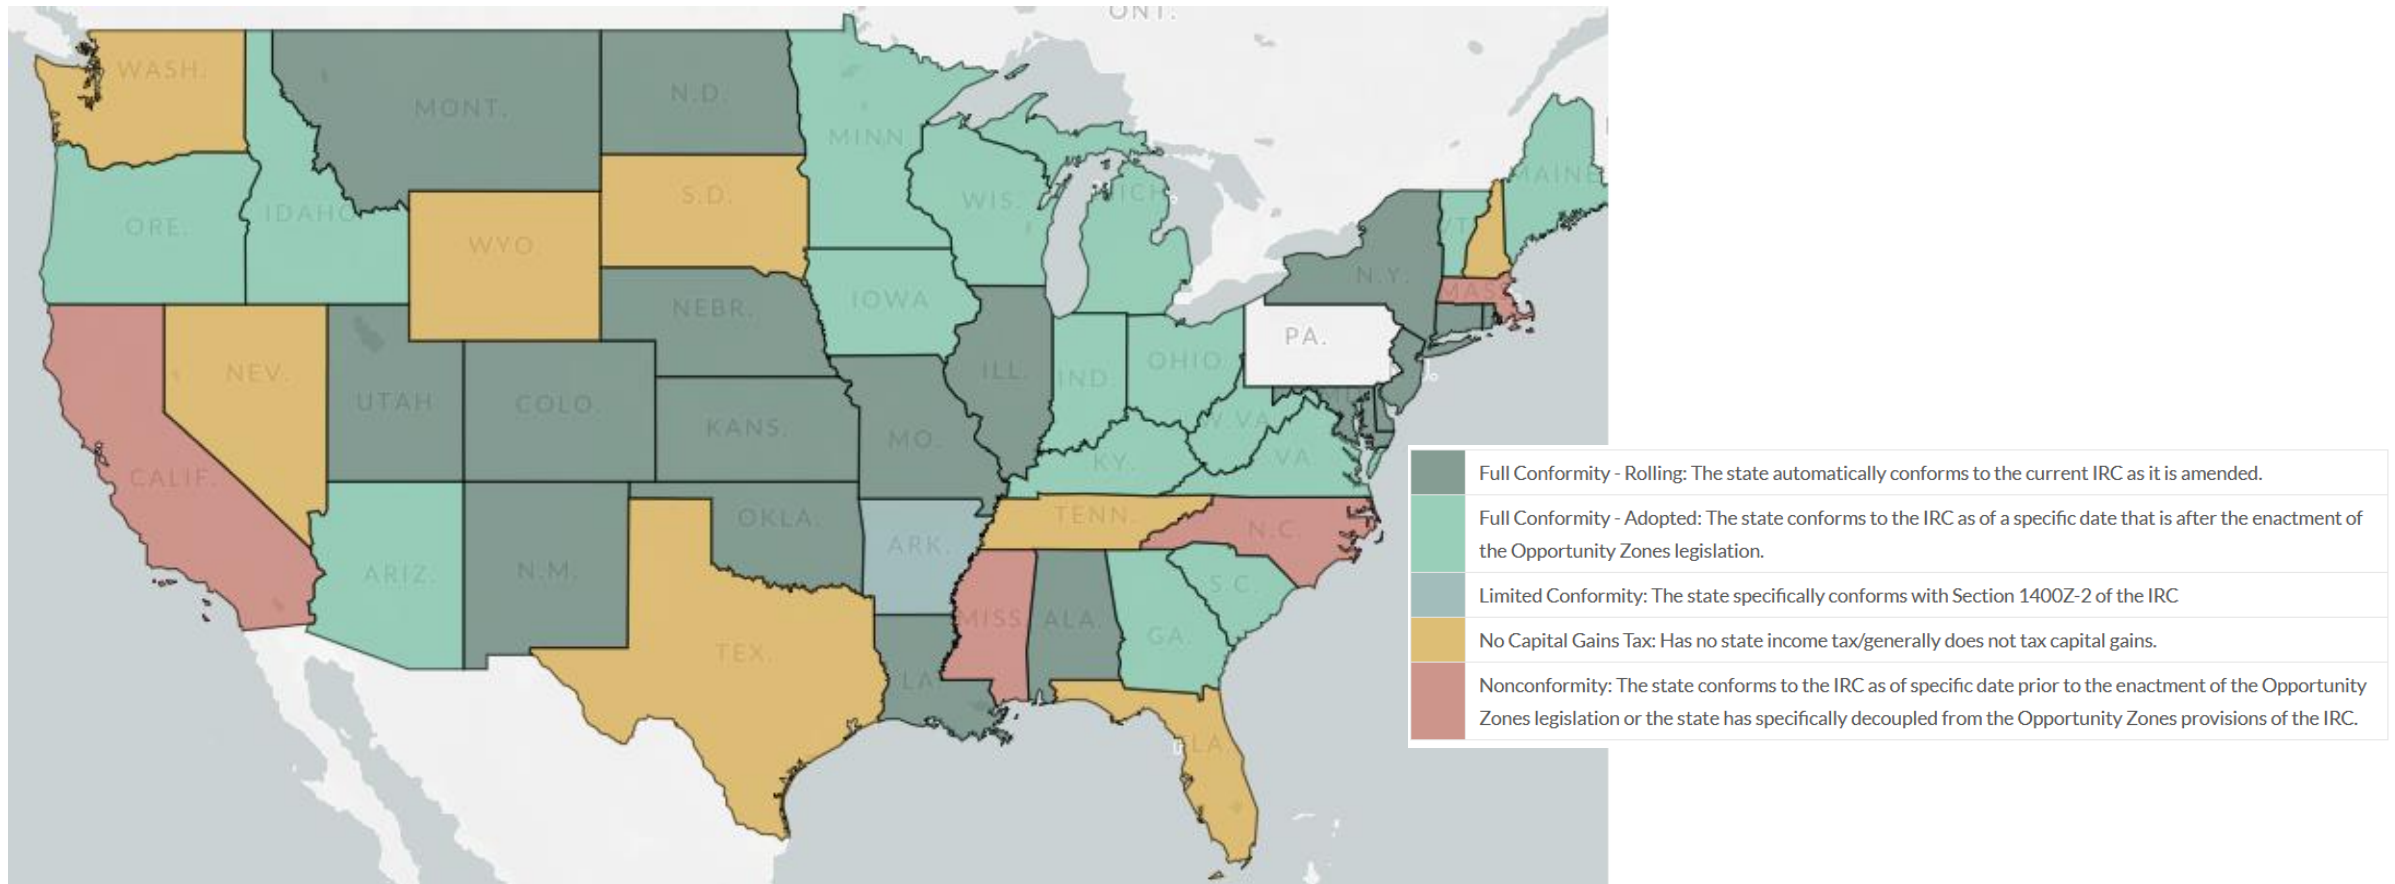 ONT.
WASH.
MONT.
N.D.
MINN
MAINE
ORE.
IDAHO
WYO.
S.D.
WIS.
MICH.
VT
N.Y.
MASS
NEBR.
IOWA
PA.
NEV.
UTAH
COLO.
KANS.
MO.
ILL.
IND
OHIO
MD
W.VA
KY.
VA.
CALIF.
ARIZ.
N.M.
OKLA.
ARK.
TENN.
N.C.
S.C.
TEX.
LA.
MISS.
ALA.
GA.
FLA.
Full Conformity - Rolling: The state automatically conforms to the current IRC as it is amended.
Full Conformity - Adopted: The state conforms to the IRC as of a specific date that is after the enactment of
the Opportunity Zones legislation.
Limited Conformity: The state specifically conforms with Section 1400Z-2 of the IRC
No Capital Gains Tax: Has no state income tax/generally does not tax capital gains.
Nonconformity: The state conforms to the IRC as of specific date prior to the enactment of the Opportunity
Zones legislation or the state has specifically decoupled from the Opportunity Zones provisions of the IRC.